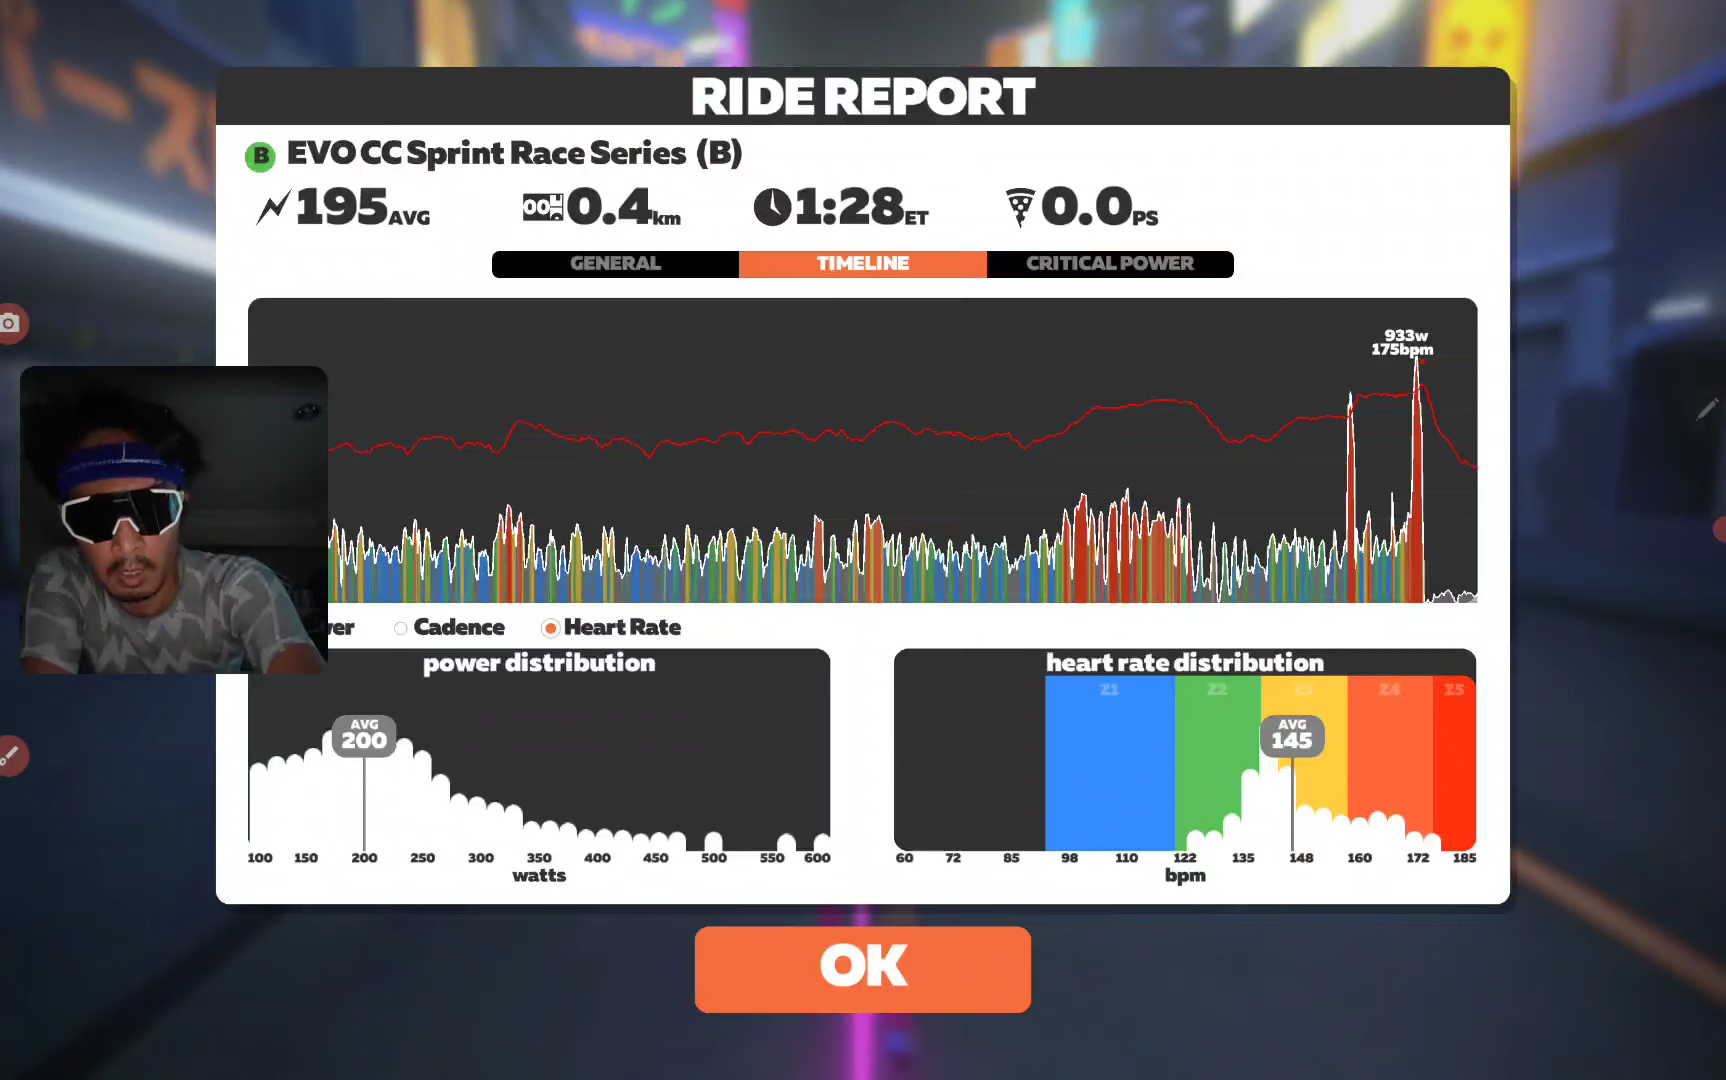 RIDE REPORT
B EVO CC Sprint Race Series (B)
195AVG 0.4km 1:28ET 0.0PS
GENERAL TIMELINE CRITICAL POWER
933w
175bpm
Cadence Heart Rate
power distribution
AVG
200
100 150 200 250 300 350 400 450 500 550 600
watts
heart rate distribution
Z1 Z2 Z3 Z4 Z5
AVG
145
60 72 85 98 110 122 135 148 160 172 185
bpm
OK